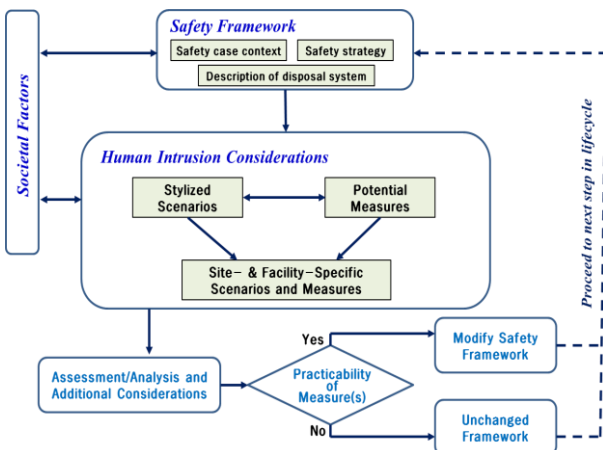 Safety Framework
Safety case context
Safety strategy
Description of disposal system
Societal Factors
Human Intrusion Considerations
Stylized
Scenarios
Potential
Measures
Site- & Facility-Specific
Scenarios and Measures
Proceed to next step in lifecycle
Assessment/Analysis and
Additional Considerations
Practicability
of
Measure(s)
Yes
Modify Safety
Framework
No
Unchanged
Framework